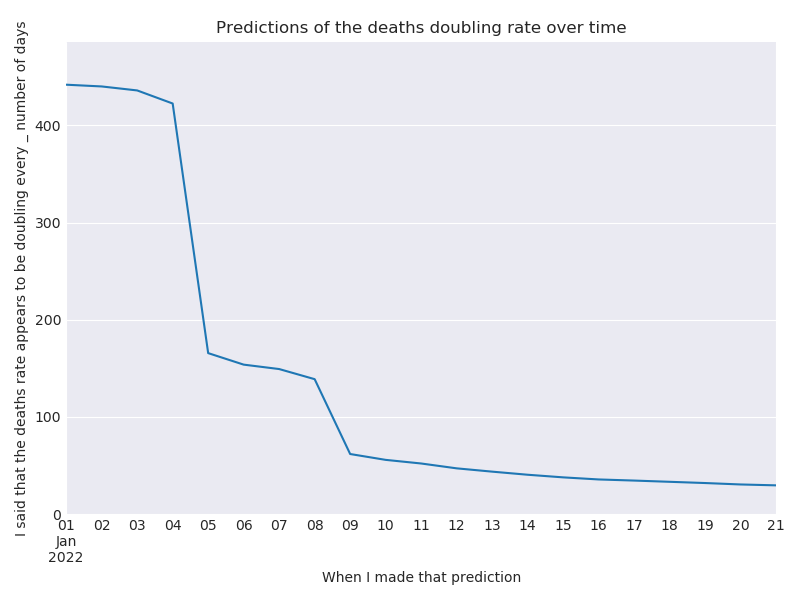 Predictions of the deaths doubling rate over time
I said that the deaths rate appears to be doubling every _ number of days
400
300
200
100
0
01 02 03 04 05 06 07 08 09 10 11 12 13 14 15 16 17 18 19 20 21
Jan
2022
When I made that prediction